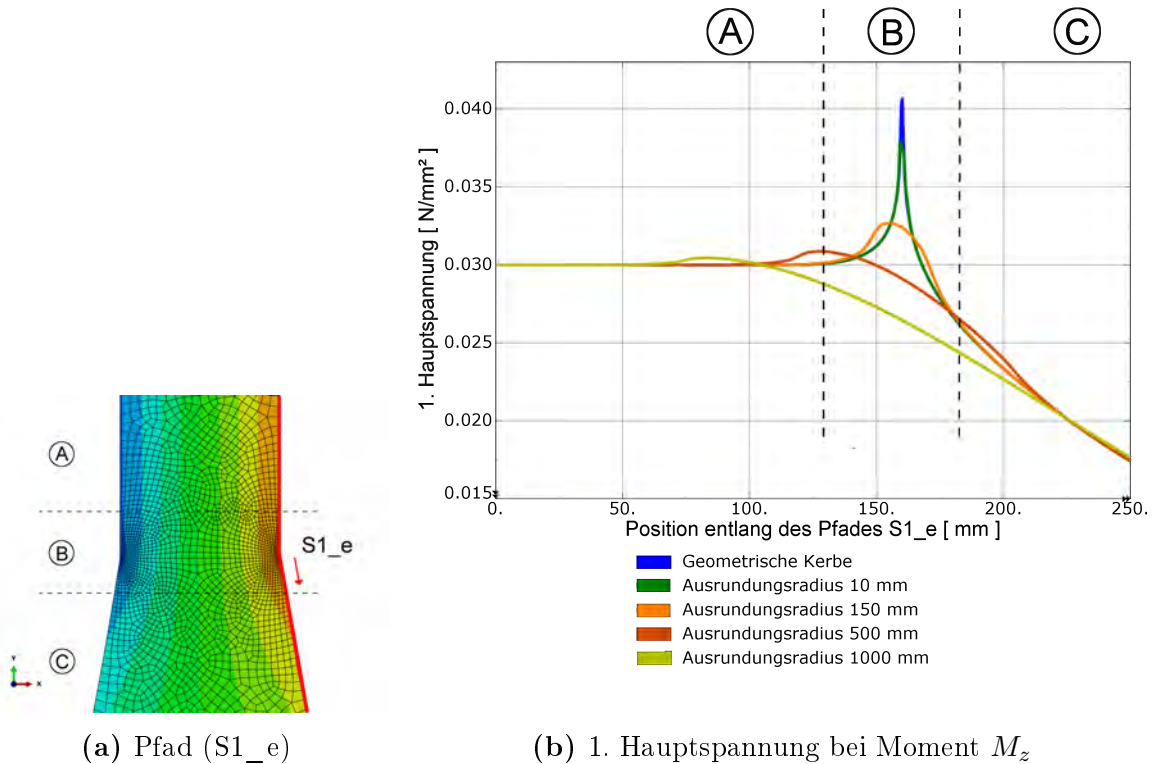 A B C
0.040
0.035
0.030
0.025
0.020
0.015
1. Hauptspannung [ N/mm² ]
0. 50. 100. 150. 200. 250.
Position entlang des Pfades S1_e [ mm ]
Geometrische Kerbe
Ausrundungsradius 10 mm
Ausrundungsradius 150 mm
Ausrundungsradius 500 mm
Ausrundungsradius 1000 mm
A
B
S1_e
C
Y
X
(a) Pfad (S1_e)
(b) 1. Hauptspannung bei Moment Mz